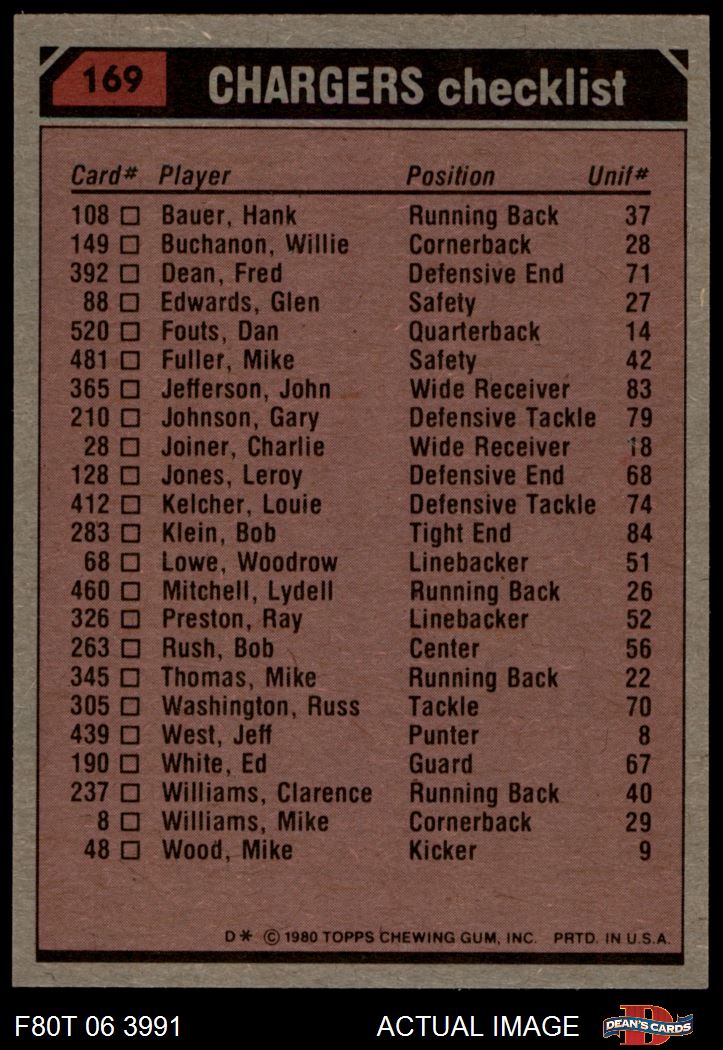 169 CHARGERS checklist
Card# Player Position Unif#
108 □ Bauer, Hank Running Back 37
149 □ Buchanon, Willie Cornerback 28
392 □ Dean, Fred Defensive End 71
88 □ Edwards, Glen Safety 27
520 □ Fouts, Dan Quarterback 14
481 □ Fuller, Mike Safety 42
365 □ Jefferson, John Wide Receiver 83
210 □ Johnson, Gary Defensive Tackle 79
28 □ Joiner, Charlie Wide Receiver 18
128 □ Jones, Leroy Defensive End 68
412 □ Kelcher, Louie Defensive Tackle 74
283 □ Klein, Bob Tight End 84
68 □ Lowe, Woodrow Linebacker 51
460 □ Mitchell, Lydell Running Back 26
326 □ Preston, Ray Linebacker 52
263 □ Rush, Bob Center 56
345 □ Thomas, Mike Running Back 22
305 □ Washington, Russ Tackle 70
439 □ West, Jeff Punter 8
190 □ White, Ed Guard 67
237 □ Williams, Clarence Running Back 40
8 □ Williams, Mike Cornerback 29
48 □ Wood, Mike Kicker 9
D* © 1980 TOPPS CHEWING GUM, INC. PRTD. IN U.S.A.
F80T 06 3991 ACTUAL IMAGE D DEAN'S CARDS